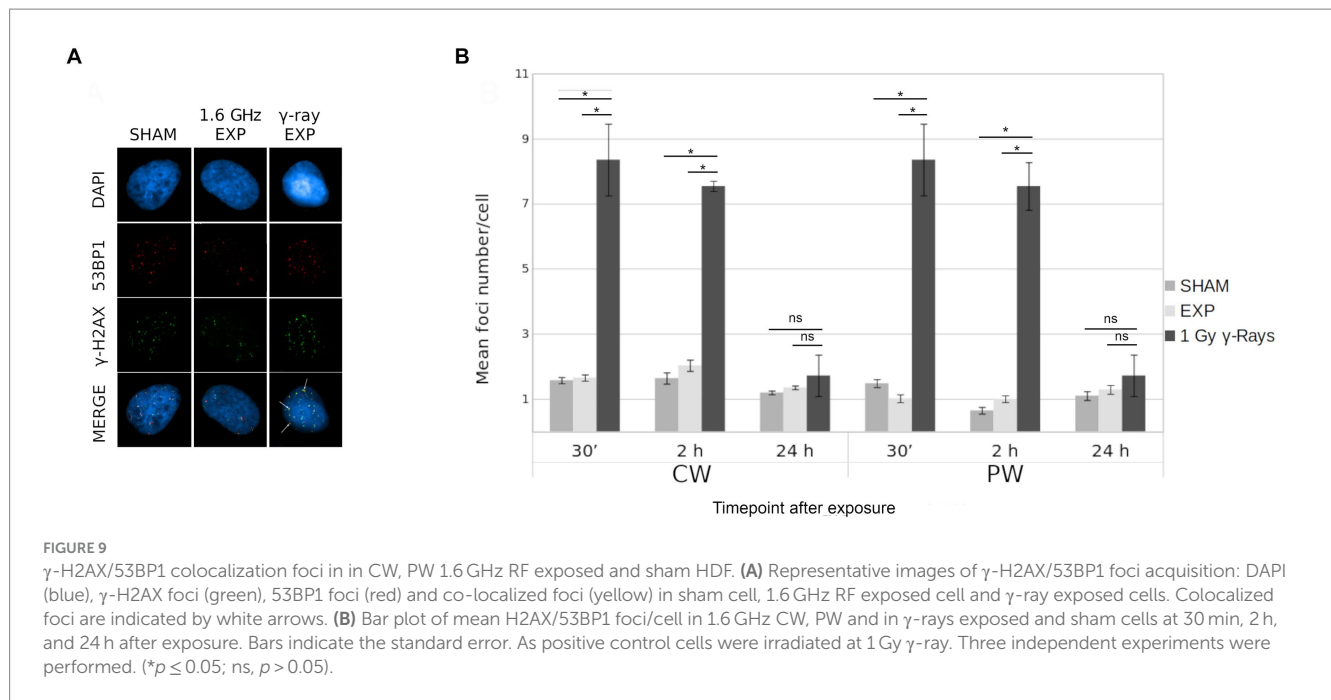 A
SHAM
1.6 GHz
EXP
γ-ray
EXP
DAPI
53BP1
γ-H2AX
MERGE
B
Mean foci number/cell
11
9
7
5
3
1
* * * * ns ns * * * * ns ns
SHAM
EXP
1 Gy γ-Rays
30’ 2 h 24 h 30’ 2 h 24 h
CW PW
Timepoint after exposure
FIGURE 9
γ-H2AX/53BP1 colocalization foci in in CW, PW 1.6 GHz RF exposed and sham HDF. (A) Representative images of γ-H2AX/53BP1 foci acquisition: DAPI
(blue), γ-H2AX foci (green), 53BP1 foci (red) and co-localized foci (yellow) in sham cell, 1.6 GHz RF exposed cell and γ-ray exposed cells. Colocalized
foci are indicated by white arrows. (B) Bar plot of mean H2AX/53BP1 foci/cell in 1.6 GHz CW, PW and in γ-rays exposed and sham cells at 30 min, 2 h,
and 24 h after exposure. Bars indicate the standard error. As positive control cells were irradiated at 1 Gy γ-ray. Three independent experiments were
performed. (*p ≤ 0.05; ns, p > 0.05).